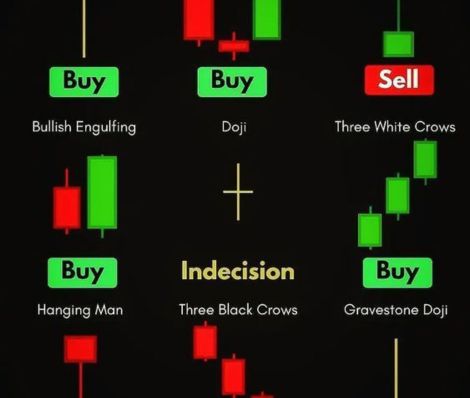 Buy
Buy
Sell
Bullish Engulfing
Doji
Three White Crows
Buy
Indecision
Buy
Hanging Man
Three Black Crows
Gravestone Doji